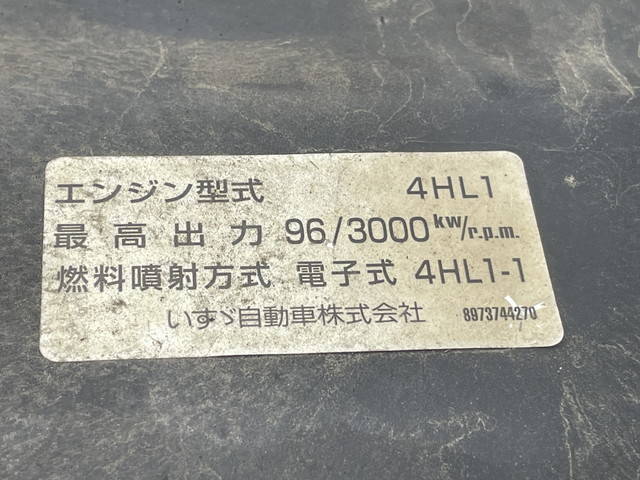 エンジン型式 4HL1
最高出力 96/3000 kw/r.p.m.
燃料噴射方式 電子式 4HL1-1
いすゞ自動車株式会社 8973744270